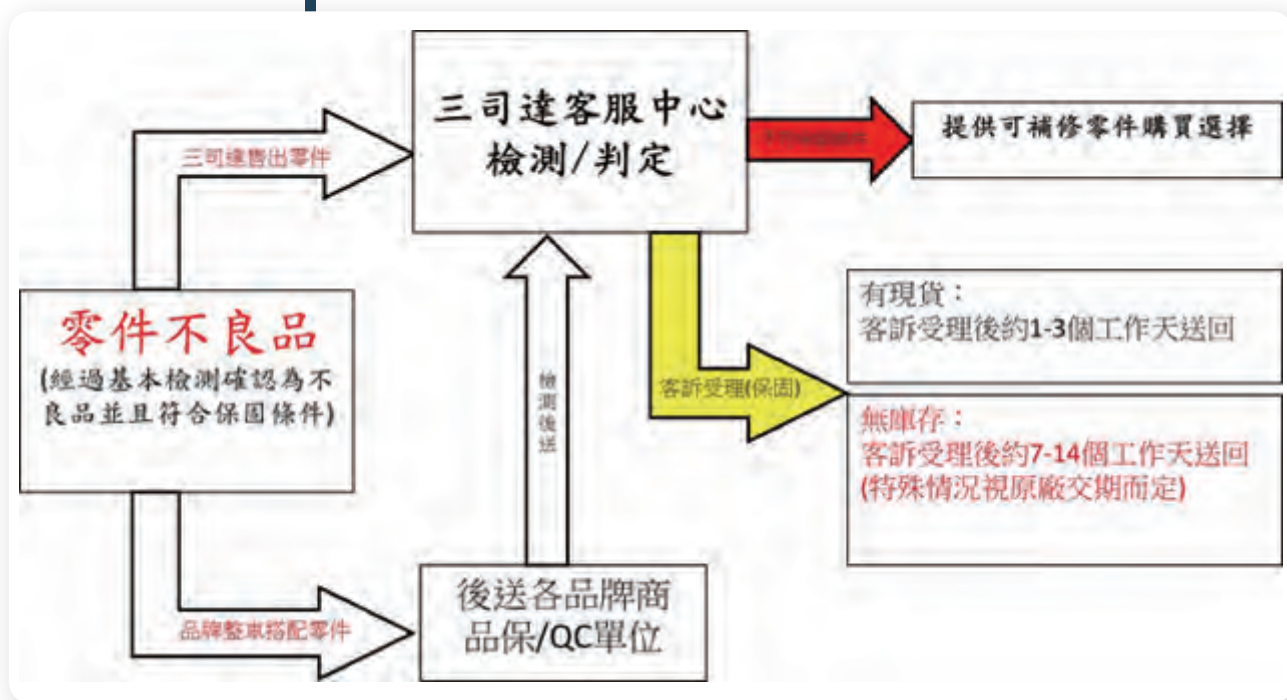 三司達客服中心
檢測/判定
提供可補修零件購買選擇
三司達售出零件
零件不良品
(經過基本檢測確認為不
良品並且符合保固條件)
檢測後送
客訴受理(保固)
有現貨：
客訴受理後約1-3個工作天送回
無庫存：
客訴受理後約7-14個工作天送回
(特殊情況視原廠交期而定)
品牌整車搭配零件
後送各品牌商
品保/QC單位